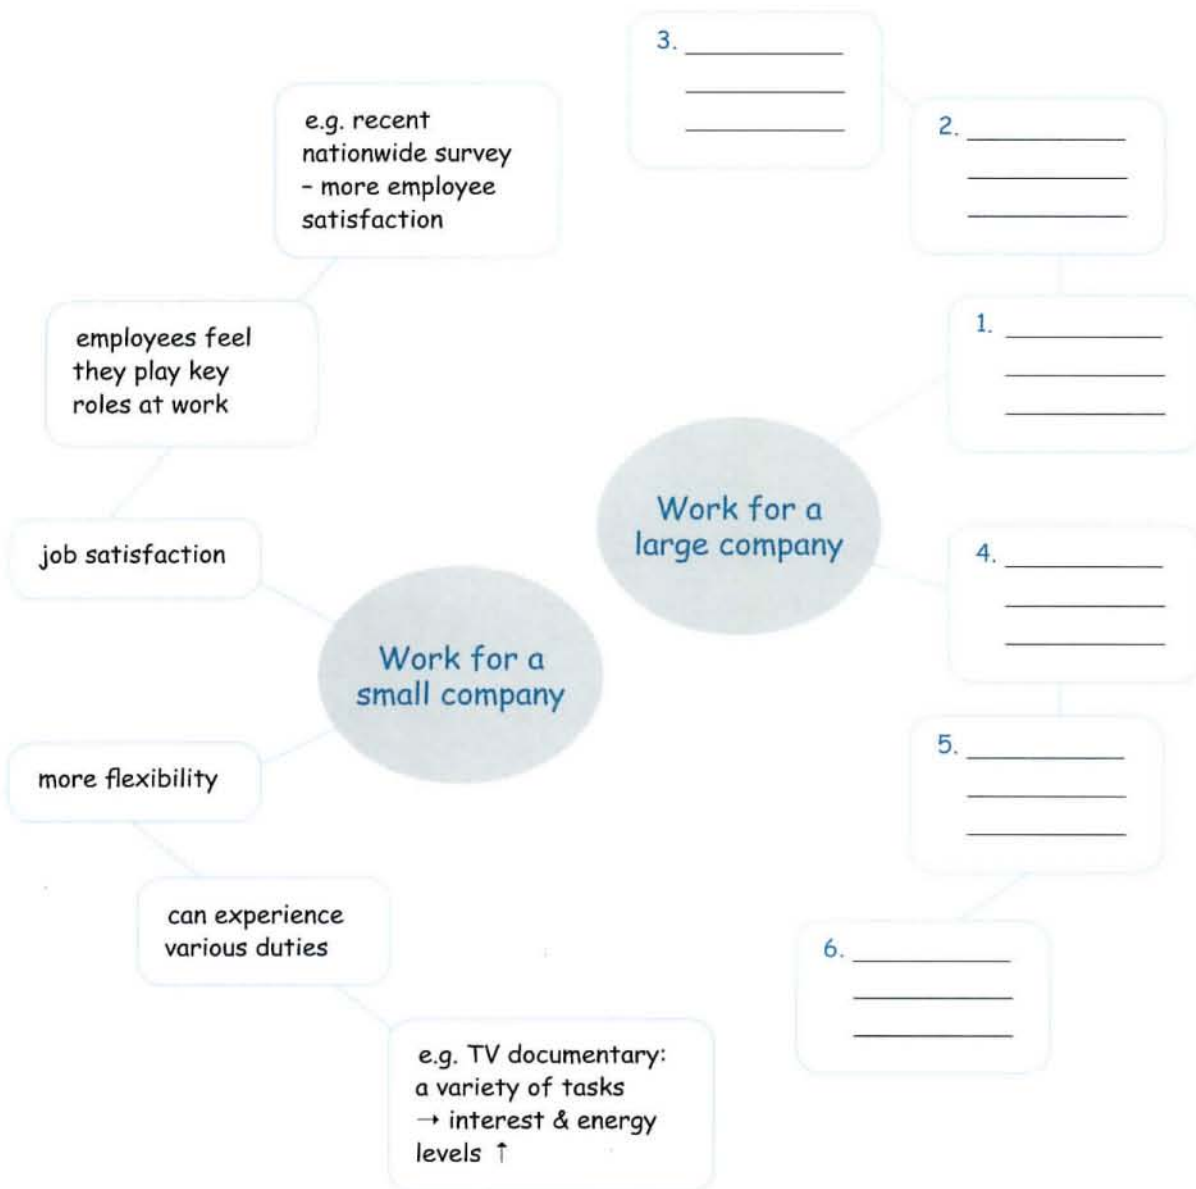 3.
e.g. recent
nationwide survey
– more employee
satisfaction
2.
employees feel
they play key
roles at work
1.
Work for a
large company
job satisfaction
4.
Work for a
small company
more flexibility
5.
can experience
various duties
6.
e.g. TV documentary:
a variety of tasks
→ interest & energy
levels ↑